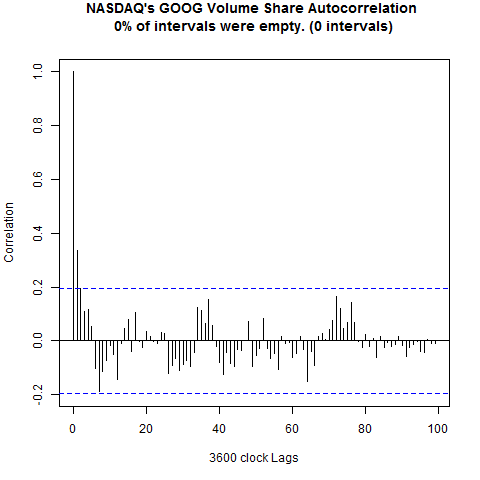 NASDAQ's GOOG Volume Share Autocorrelation
0% of intervals were empty. (0 intervals)
Correlation
1.0
0.8
0.6
0.4
0.2
0.0
-0.2
0 20 40 60 80 100
3600 clock Lags